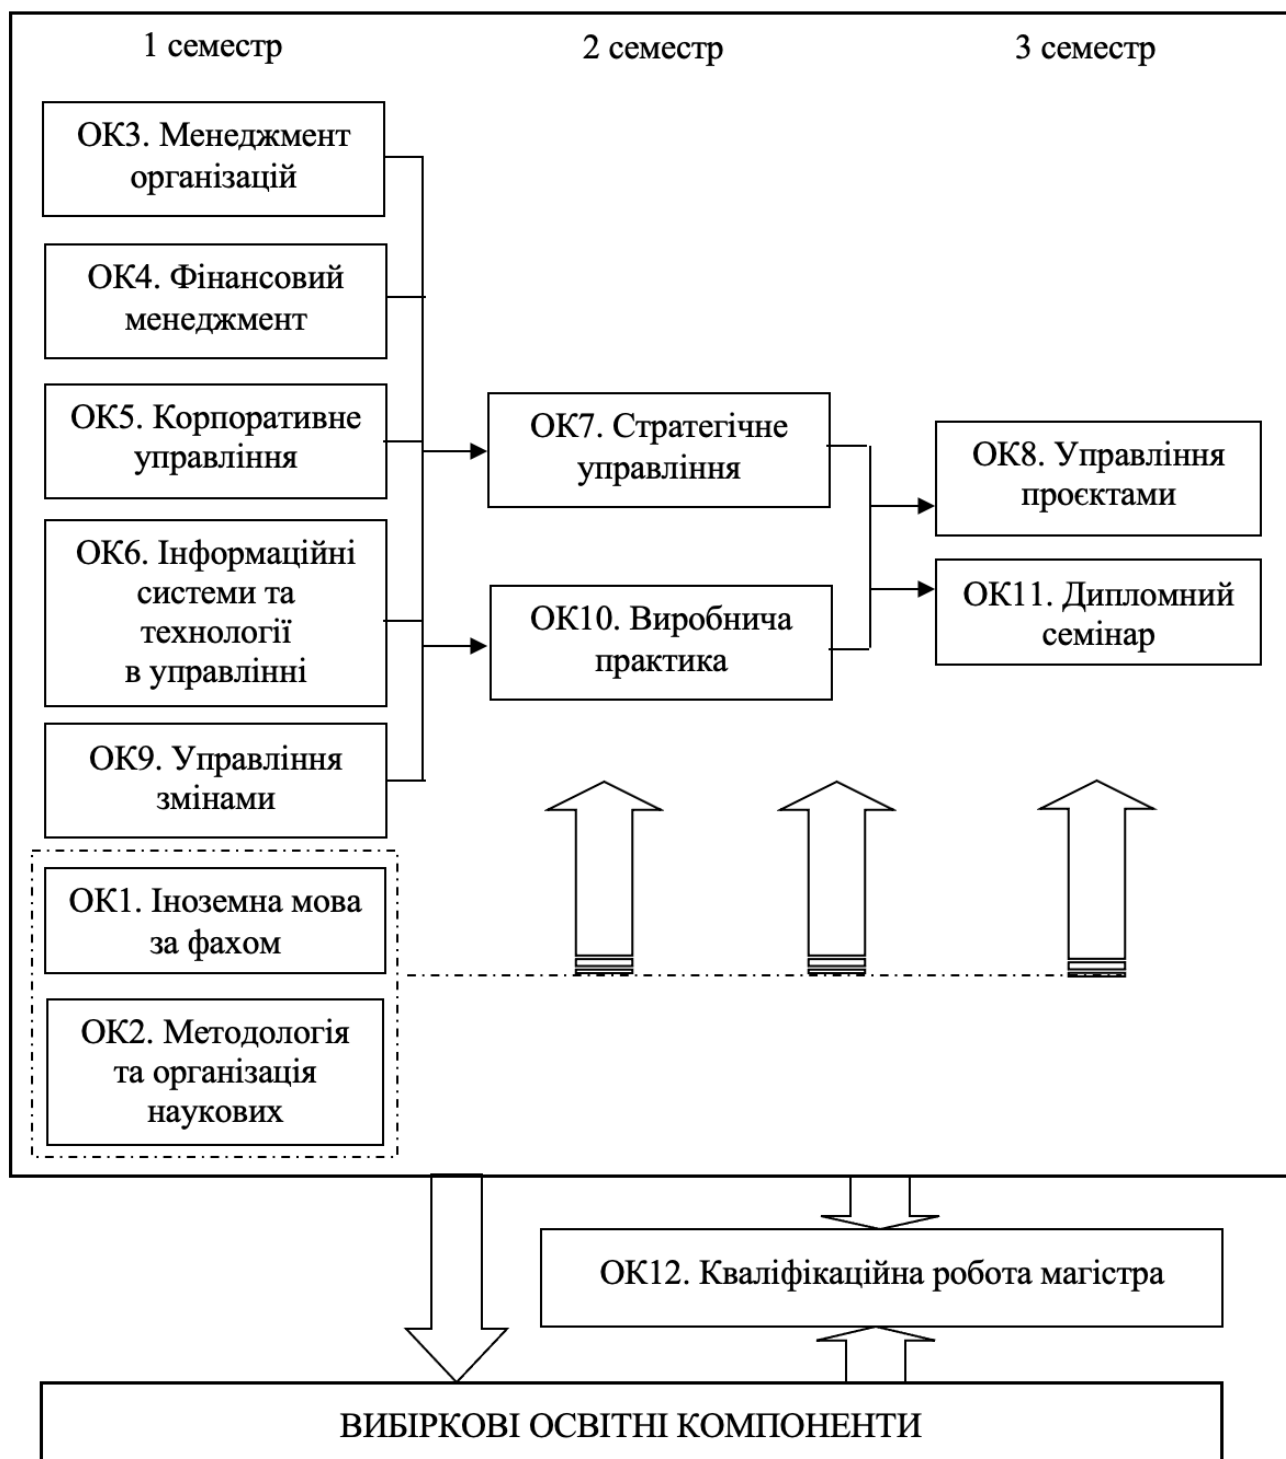 1 семестр
2 семестр
3 семестр
ОК3. Менеджмент
організацій
ОК4. Фінансовий
менеджмент
ОК5. Корпоративне
управління
ОК6. Інформаційні
системи та
технології
в управлінні
ОК9. Управління
змінами
ОК1. Іноземна мова
за фахом
ОК2. Методологія
та організація
наукових
ОК7. Стратегічне
управління
ОК10. Виробнича
практика
ОК8. Управління
проєктами
ОК11. Дипломний
семінар
ОК12. Кваліфікаційна робота магістра
ВИБІРКОВІ ОСВІТНІ КОМПОНЕНТИ